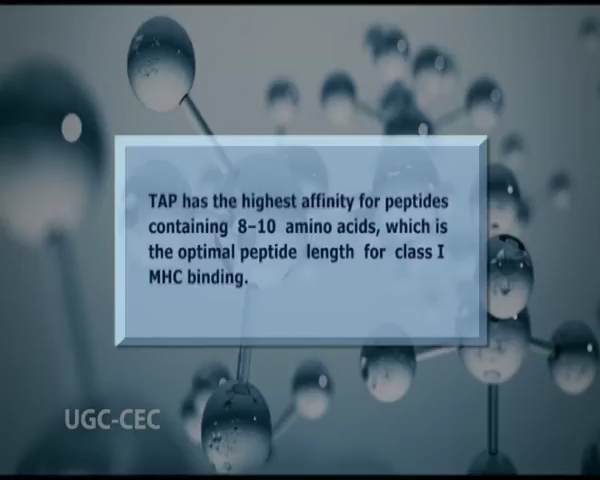 TAP has the highest affinity for peptides
containing 8–10 amino acids, which is
the optimal peptide length for class I
MHC binding.
UGC-CEC